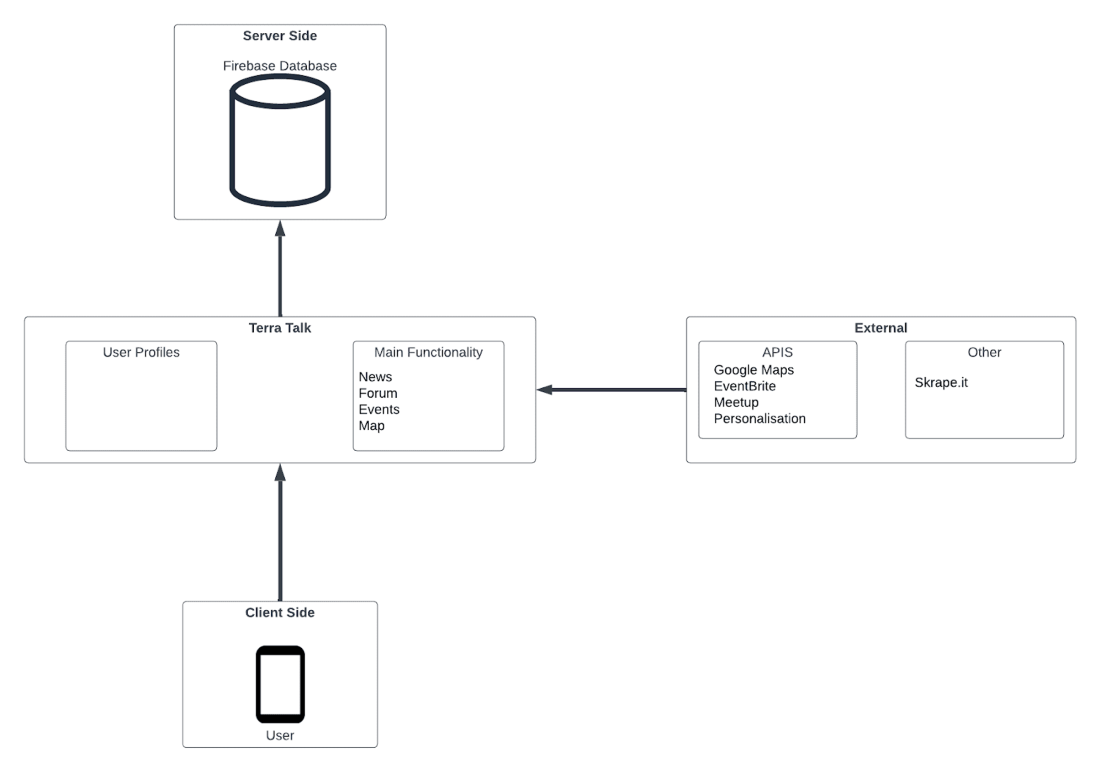 Server Side
Firebase Database
Terra Talk
User Profiles
Main Functionality
News
Forum
Events
Map
External
APIS
Google Maps
EventBrite
Meetup
Personalisation
Other
Skrape.it
Client Side
User